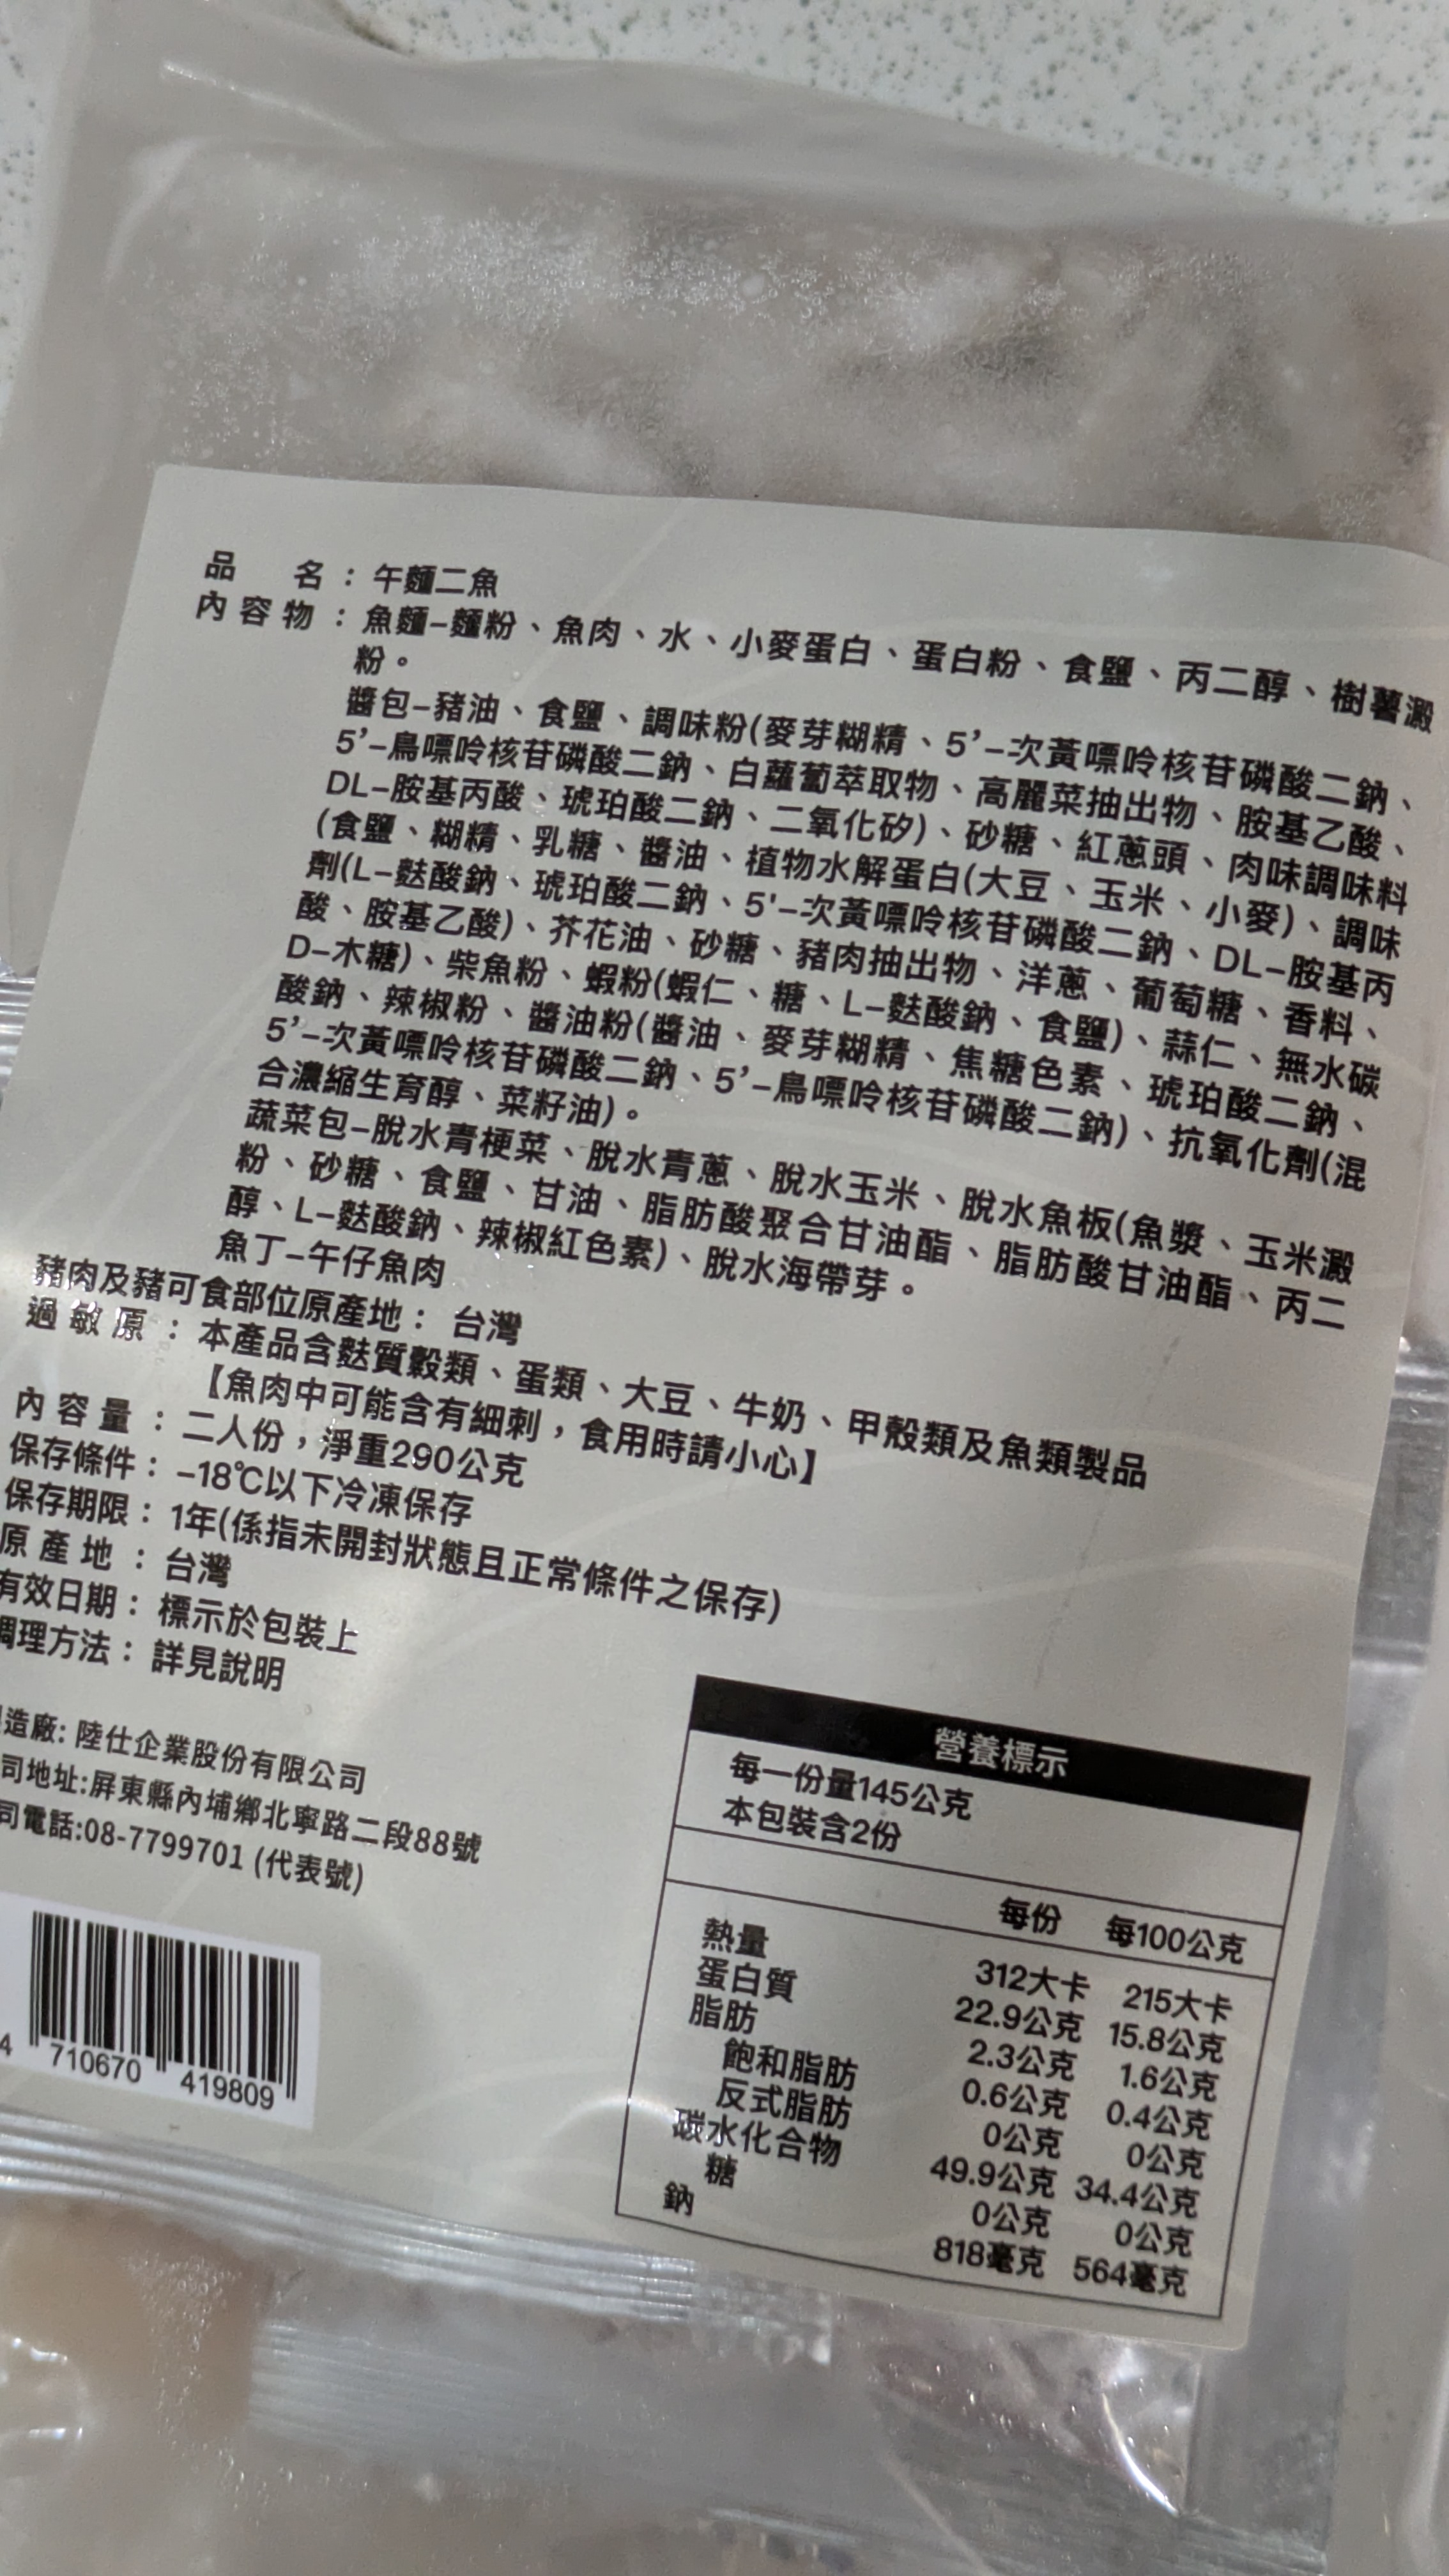 品　名：午麵二魚
內容物：魚麵-麵粉、魚肉、水、小麥蛋白、蛋白粉、食鹽、丙二醇、樹薯澱
粉。
醬包-豬油、食鹽、調味粉(麥芽糊精、5'-次黃嘌呤核苷磷酸二鈉、
5'-鳥嘌呤核苷磷酸二鈉、白蘿蔔萃取物、高麗菜抽出物、胺基乙酸、
DL-胺基丙酸、琥珀酸二鈉、二氧化矽)、砂糖、紅蔥頭、肉味調味料
(食鹽、糊精、乳糖、醬油、植物水解蛋白(大豆、玉米、小麥)、調味
劑(L-麩酸鈉、琥珀酸二鈉、5'-次黃嘌呤核苷磷酸二鈉、DL-胺基丙
酸、胺基乙酸)、芥花油、砂糖、豬肉抽出物、洋蔥、葡萄糖、香料、
D-木糖)、柴魚粉、蝦粉(蝦仁、糖、L-麩酸鈉、食鹽)、蒜仁、無水碳
酸鈉、辣椒粉、醬油粉(醬油、麥芽糊精、焦糖色素、琥珀酸二鈉、
5'-次黃嘌呤核苷磷酸二鈉、5'-鳥嘌呤核苷磷酸二鈉)、抗氧化劑(混
合濃縮生育醇、菜籽油)。
蔬菜包-脫水青梗菜、脫水青蔥、脫水玉米、脫水魚板(魚漿、玉米澱
粉、砂糖、食鹽、甘油、脂肪酸聚合甘油酯、脂肪酸甘油酯、丙二
醇、L-麩酸鈉、辣椒紅色素)、脫水海帶芽。
魚丁-午仔魚肉
豬肉及豬可食部位原產地：台灣
過敏原：本產品含麩質穀類、蛋類、大豆、牛奶、甲殼類及魚類製品
【魚肉中可能含有細刺，食用時請小心】
內容量：二人份，淨重290公克
保存條件：-18℃以下冷凍保存
保存期限：1年(係指未開封狀態且正常條件之保存)
原產地：台灣
有效日期：標示於包裝上
調理方法：詳見說明
造廠:陸仕企業股份有限公司
司地址:屏東縣內埔鄉北寧路二段88號
司電話:08-7799701(代表號)
4 710670 419809
營養標示
每一份量145公克
本包裝含2份
每份 每100公克
熱量 312大卡 215大卡
蛋白質 22.9公克 15.8公克
脂肪 2.3公克 1.6公克
飽和脂肪 0.6公克 0.4公克
反式脂肪 0公克 0公克
碳水化合物 49.9公克 34.4公克
糖 0公克 0公克
鈉 818毫克 564毫克